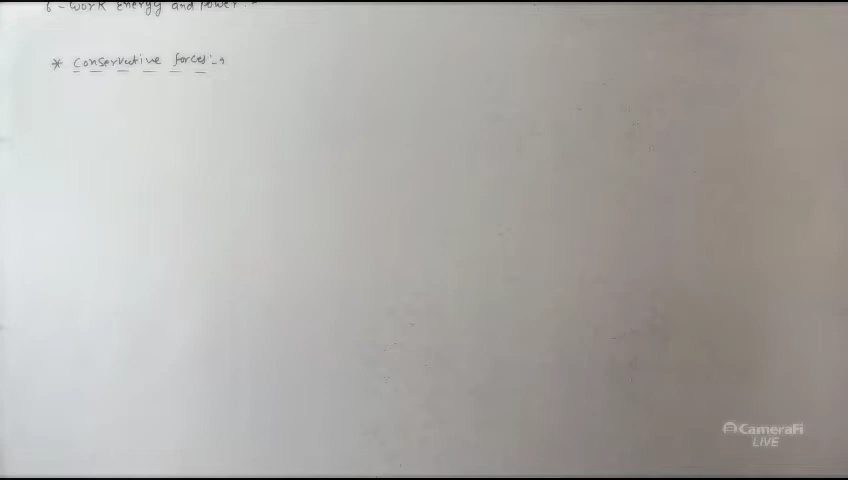 6 - Work Energy and Power :-
* Conservative forces :→
CameraFi
LIVE